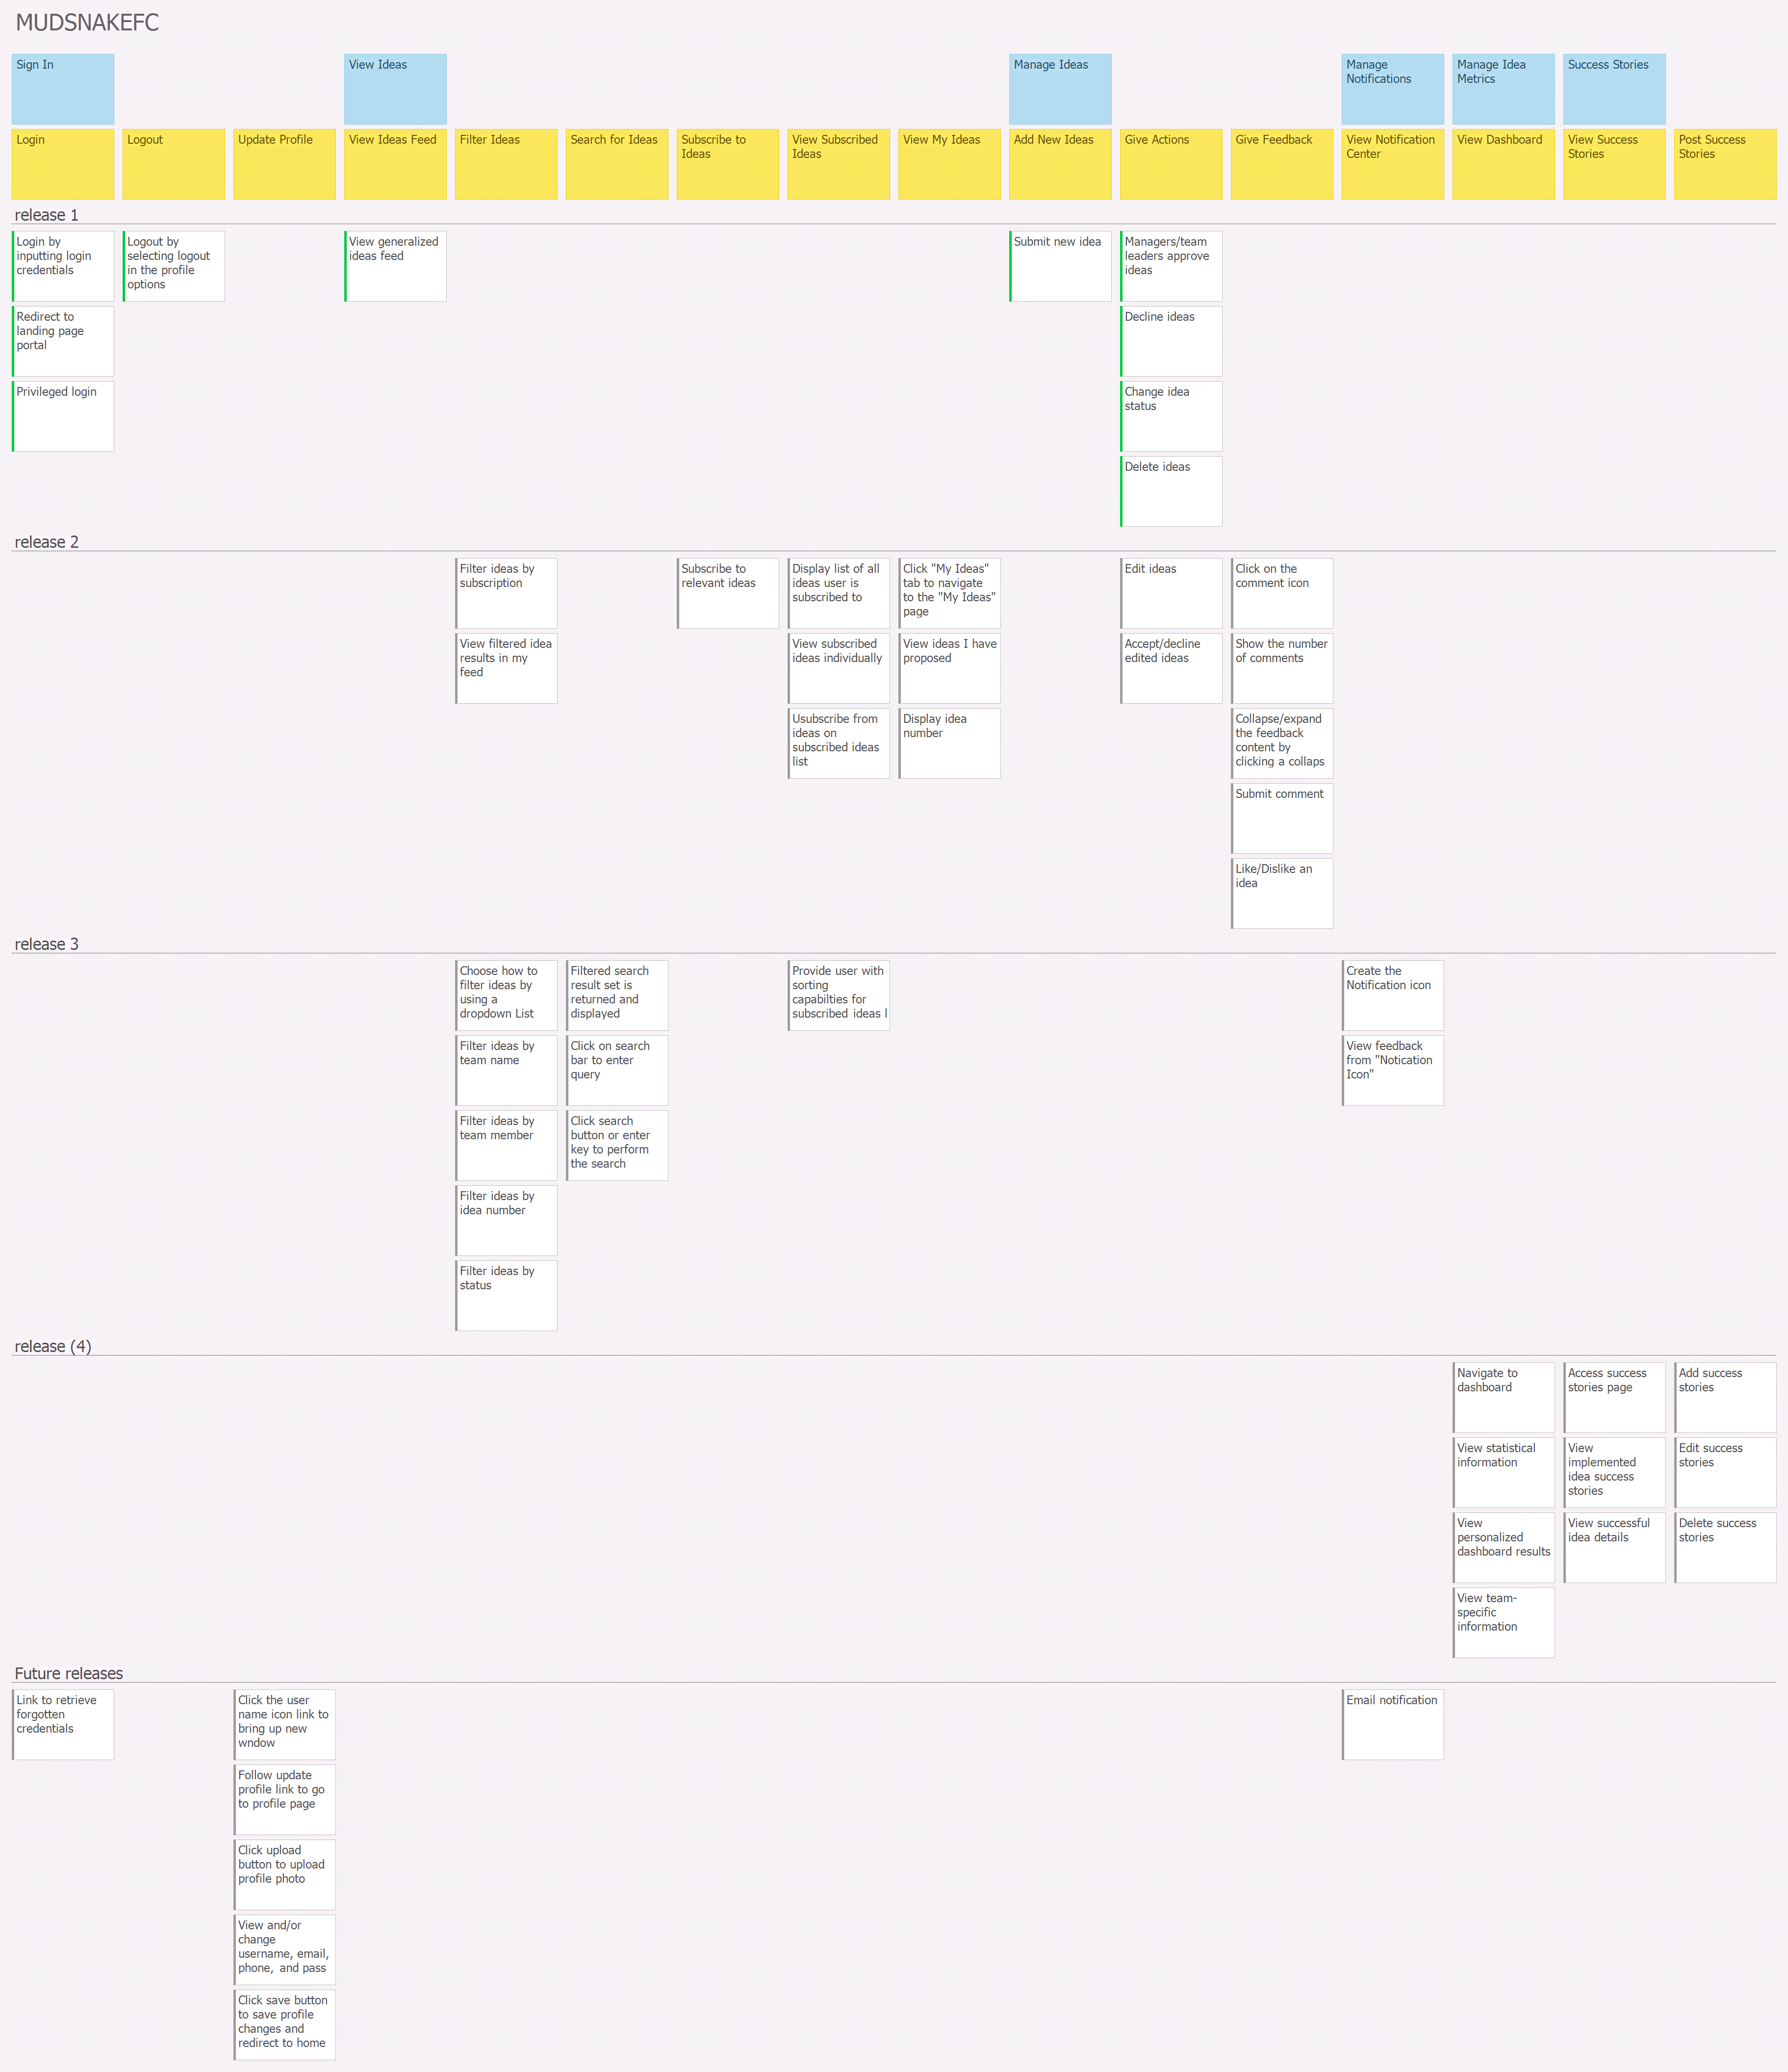 MUDSNAKEFC
Sign In
View Ideas
Manage Ideas
Manage
Notifications
Manage Idea
Metrics
Success Stories
Login
Logout
Update Profile
View Ideas Feed
Filter Ideas
Search for Ideas
Subscribe to
Ideas
View Subscribed
Ideas
View My Ideas
Add New Ideas
Give Actions
Give Feedback
View Notification
Center
View Dashboard
View Success
Stories
Post Success
Stories
release 1
Login by
inputting login
credentials
Logout by
selecting logout
in the profile
options
View generalized
ideas feed
Submit new idea
Managers/team
leaders approve
ideas
Redirect to
landing page
portal
Decline ideas
Privileged login
Change idea
status
Delete ideas
release 2
Filter ideas by
subscription
Subscribe to
relevant ideas
Display list of all
ideas user is
subscribed to
Click "My Ideas"
tab to navigate
to the "My Ideas"
page
Edit ideas
Click on the
comment icon
View filtered idea
results in my
feed
View subscribed
ideas individually
View ideas I have
proposed
Accept/decline
edited ideas
Show the number
of comments
Usubscribe from
ideas on
subscribed ideas
list
Display idea
number
Collapse/expand
the feedback
content by
clicking a collaps
Submit comment
Like/Dislike an
idea
release 3
Choose how to
filter ideas by
using a
dropdown List
Filtered search
result set is
returned and
displayed
Provide user with
sorting
capabilties for
subscribed ideas l
Create the
Notification icon
Filter ideas by
team name
Click on search
bar to enter
query
View feedback
from "Notication
Icon"
Filter ideas by
team member
Click search
button or enter
key to perform
the search
Filter ideas by
idea number
Filter ideas by
status
release (4)
Navigate to
dashboard
Access success
stories page
Add success
stories
View statistical
information
View
implemented
idea success
stories
Edit success
stories
View
personalized
dashboard results
View successful
idea details
Delete success
stories
View team-
specific
information
Future releases
Link to retrieve
forgotten
credentials
Click the user
name icon link to
bring up new
wndow
Email notification
Follow update
profile link to go
to profile page
Click upload
button to upload
profile photo
View and/or
change
username, email,
phone, and pass
Click save button
to save profile
changes and
redirect to home